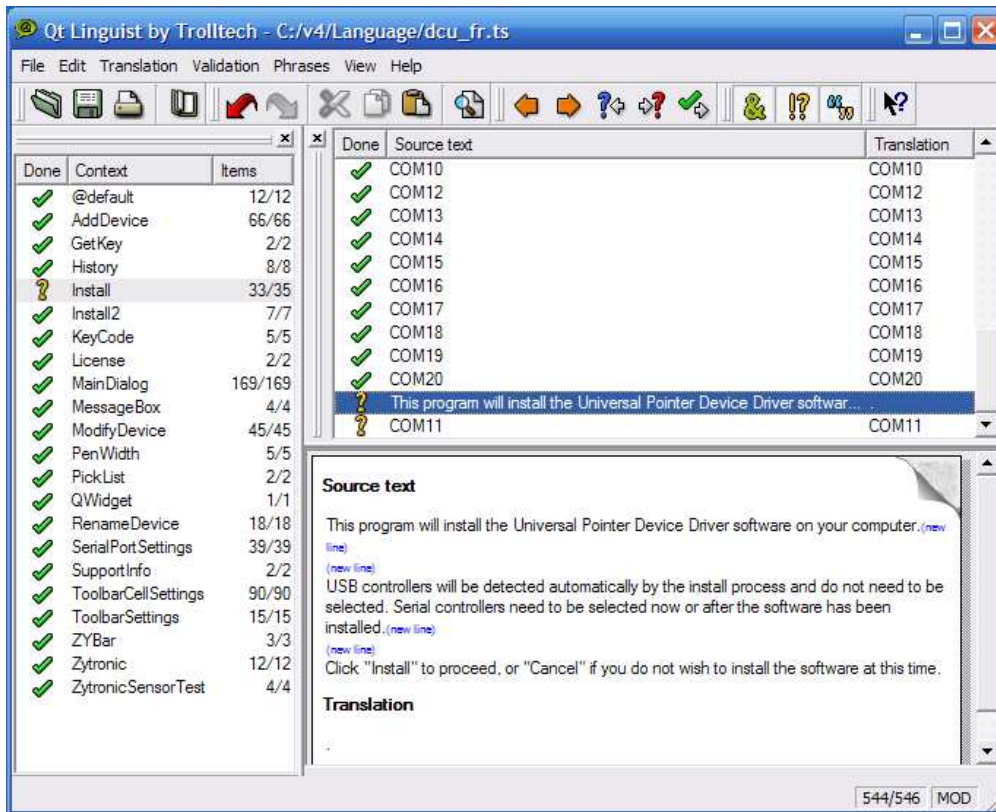 Qt Linguist by Trolltech - C:/v4/Language/dcu_fr.ts
File Edit Translation Validation Phrases View Help
Done Context Items
@default 12/12
AddDevice 66/66
GetKey 2/2
History 8/8
Install 33/35
Install2 7/7
KeyCode 5/5
License 2/2
MainDialog 169/169
MessageBox 4/4
ModifyDevice 45/45
PenWidth 5/5
PickList 2/2
QWidget 1/1
RenameDevice 18/18
SerialPortSettings 39/39
SupportInfo 2/2
ToolbarCellSettings 90/90
ToolbarSettings 15/15
ZYBar 3/3
Zytronic 12/12
ZytronicSensorTest 4/4
Done Source text Translation
COM10 COM10
COM12 COM12
COM13 COM13
COM14 COM14
COM15 COM15
COM16 COM16
COM17 COM17
COM18 COM18
COM19 COM19
COM20 COM20
This program will install the Universal Pointer Device Driver softwar... .
COM11 COM11
Source text
This program will install the Universal Pointer Device Driver software on your computer.(new
line)
(new line)
USB controllers will be detected automatically by the install process and do not need to be
selected. Serial controllers need to be selected now or after the software has been
installed.(new line)
(new line)
Click "Install" to proceed, or "Cancel" if you do not wish to install the software at this time.
Translation
.
544/546 MOD